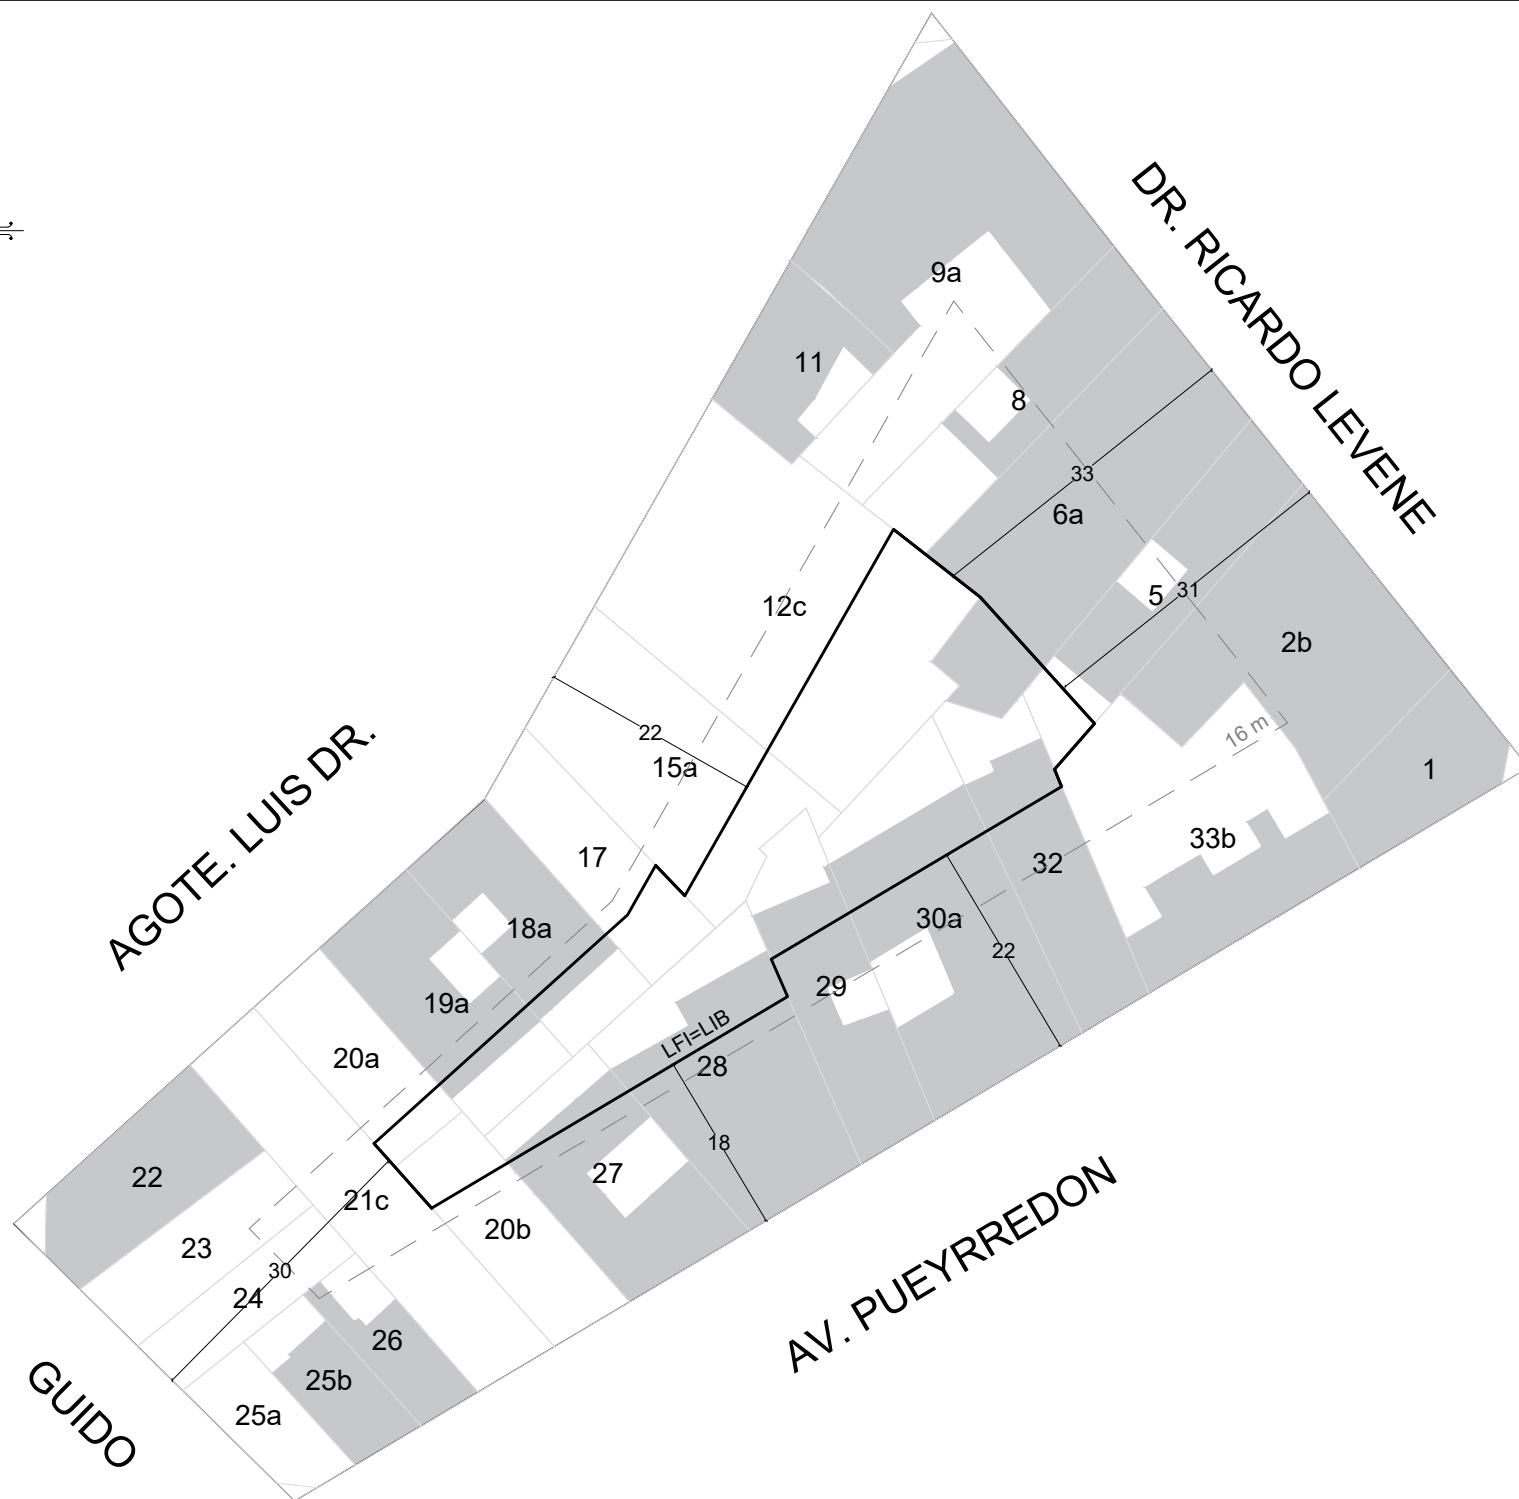 DR. RICARDO LEVENE
9a
11
8
33
6a
5
31
12c
2b
22
15a
16 m
1
AGOTE. LUIS DR.
17
33b
32
18a
30a
22
19a
29
LFI=LIB
20a
28
18
22
27
21c
20b
23
30
24
26
25b
25a
AV. PUEYRREDON
GUIDO